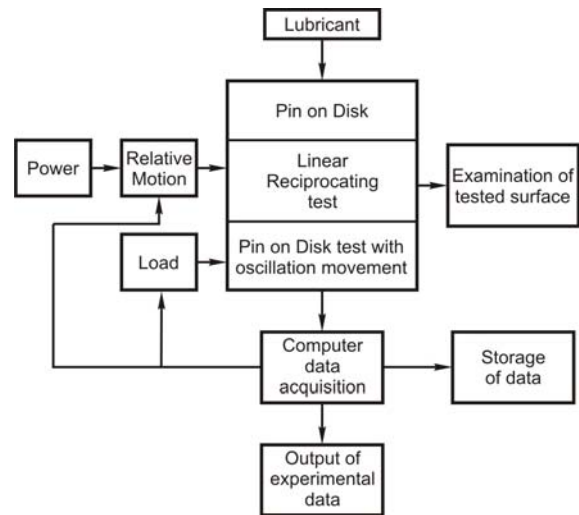 Lubricant
Pin on Disk
Power
Relative
Motion
Linear
Reciprocating
test
Examination of
tested surface
Load
Pin on Disk test with
oscillation movement
Computer
data
acquisition
Storage
of data
Output of
experimental
data